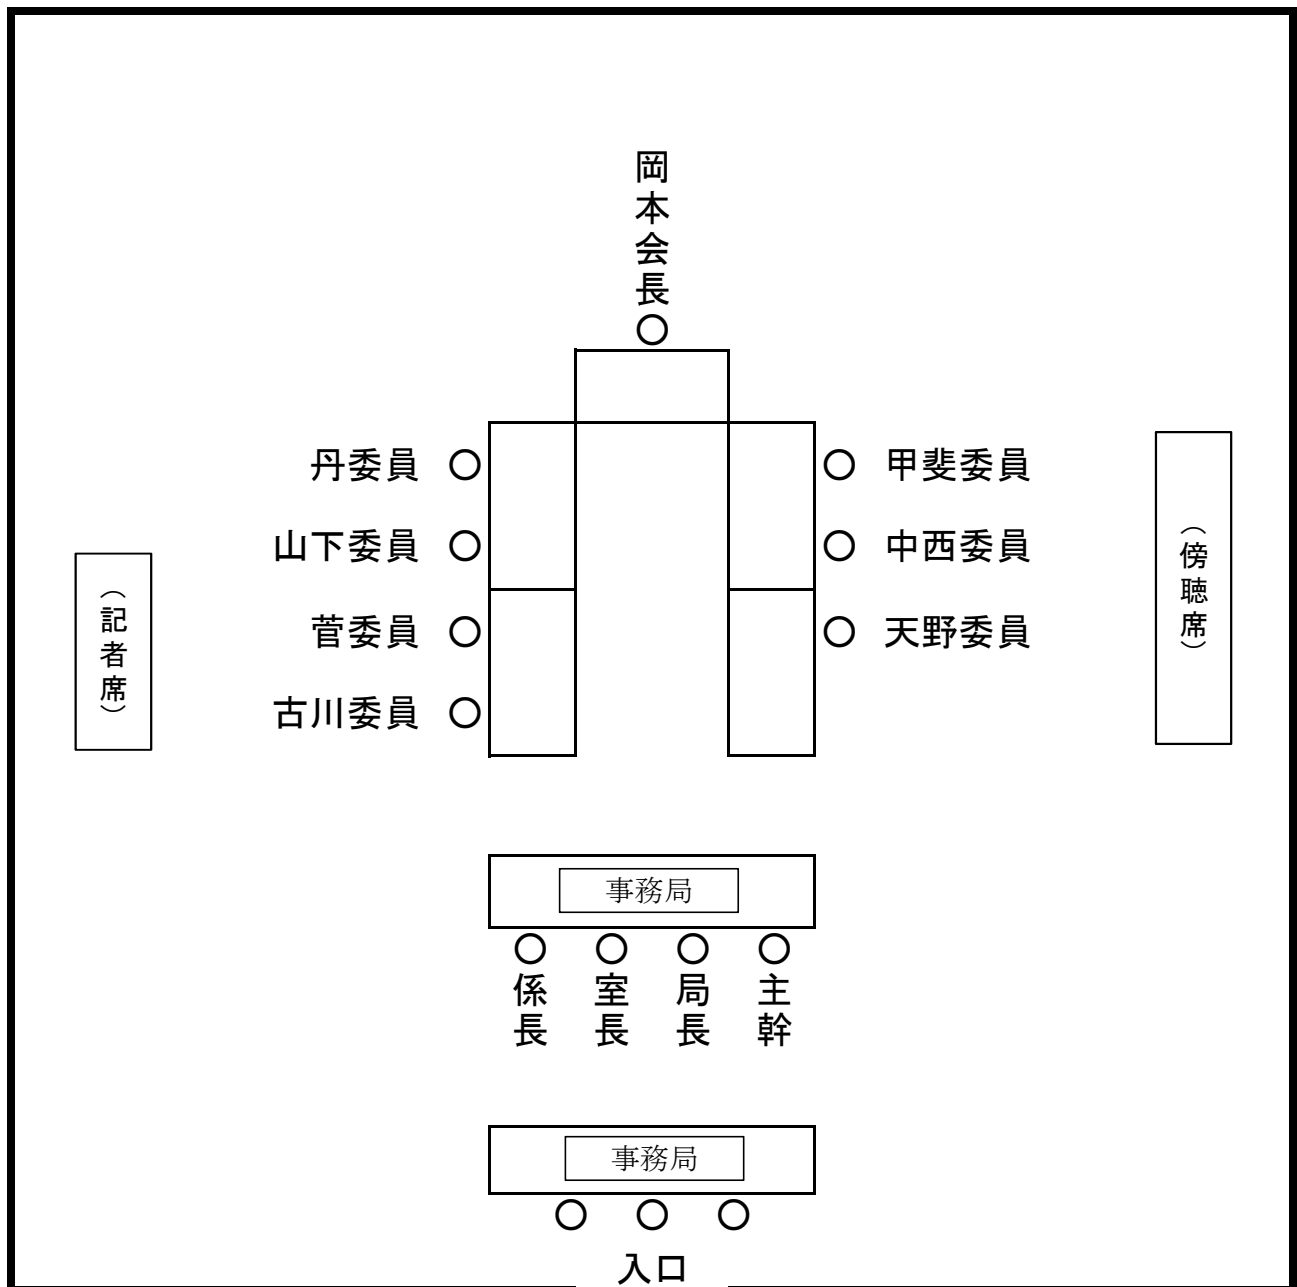 岡本会長
丹委員
甲斐委員
山下委員
中西委員
菅委員
天野委員
古川委員
（記者席）
（傍聴席）
事務局
係長
室長
局長
主幹
事務局
入口